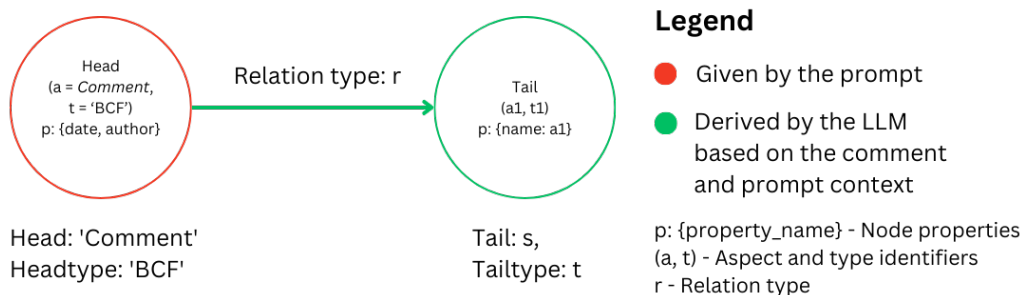 Head
(a = Comment,
t = ‘BCF’)
p: {date, author}
Relation type: r
Tail
(a1, t1)
p: {name: a1}
Head: 'Comment'
Headtype: 'BCF'
Tail: s,
Tailtype: t
Legend
Given by the prompt
Derived by the LLM
based on the comment
and prompt context
p: {property_name} - Node properties
(a, t) - Aspect and type identifiers
r - Relation type